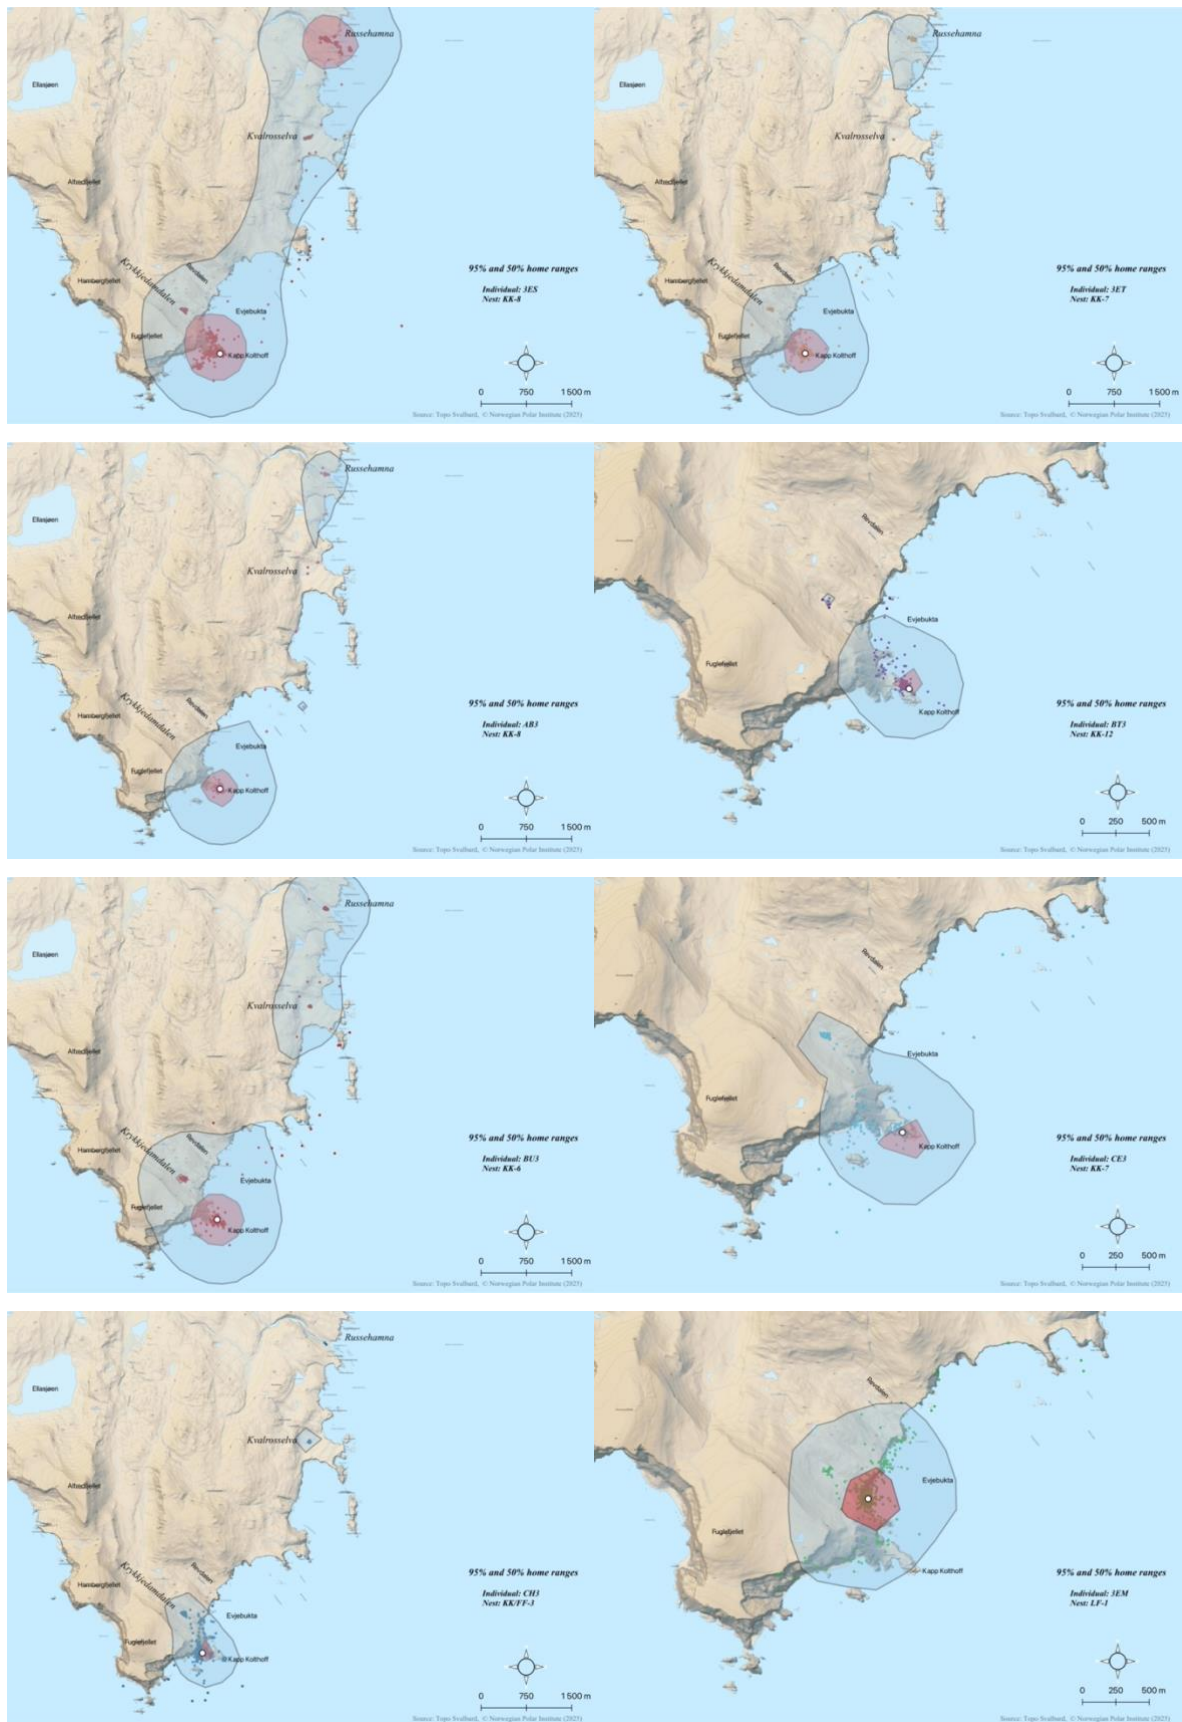 Russehamna
Ellasjøen
Kvalrosselva
Alfredfjellet
95% and 50% home ranges
Krykkjedamdalen
Revdalen
Hambergfjellet
Individual: 3ES
Nest: KK-8
Evjebukta
Fuglefjellet
Kapp Kolthoff
0 750 1 500 m
Source: Topo Svalbard, © Norwegian Polar Institute (2025)
Russehamna
Ellasjøen
Kvalrosselva
Alfredfjellet
95% and 50% home ranges
Krykkjedamdalen
Revdalen
Hambergfjellet
Individual: 3ET
Nest: KK-7
Evjebukta
Fuglefjellet
Kapp Kolthoff
0 750 1 500 m
Source: Topo Svalbard, © Norwegian Polar Institute (2025)
Russehamna
Ellasjøen
Kvalrosselva
Alfredfjellet
95% and 50% home ranges
Krykkjedamdalen
Revdalen
Hambergfjellet
Individual: AB3
Nest: KK-8
Evjebukta
Fuglefjellet
Kapp Kolthoff
0 750 1 500 m
Source: Topo Svalbard, © Norwegian Polar Institute (2025)
Revdalen
Evjebukta
Fuglefjellet
95% and 50% home ranges
Kapp Kolthoff
Individual: BT3
Nest: KK-12
0 250 500 m
Source: Topo Svalbard, © Norwegian Polar Institute (2025)
Russehamna
Ellasjøen
Kvalrosselva
Alfredfjellet
95% and 50% home ranges
Krykkjedamdalen
Revdalen
Hambergfjellet
Individual: BU3
Nest: KK-6
Evjebukta
Fuglefjellet
Kapp Kolthoff
0 750 1 500 m
Source: Topo Svalbard, © Norwegian Polar Institute (2025)
Revdalen
Evjebukta
Fuglefjellet
95% and 50% home ranges
Kapp Kolthoff
Individual: CE3
Nest: KK-7
0 250 500 m
Source: Topo Svalbard, © Norwegian Polar Institute (2025)
Russehamna
Ellasjøen
Kvalrosselva
Alfredfjellet
95% and 50% home ranges
Krykkjedamdalen
Revdalen
Hambergfjellet
Individual: CH3
Nest: KK/FF-3
Evjebukta
Fuglefjellet
Kapp Kolthoff
0 750 1 500 m
Source: Topo Svalbard, © Norwegian Polar Institute (2025)
Revdalen
Evjebukta
Fuglefjellet
95% and 50% home ranges
Kapp Kolthoff
Individual: 3EM
Nest: LF-1
0 250 500 m
Source: Topo Svalbard, © Norwegian Polar Institute (2025)